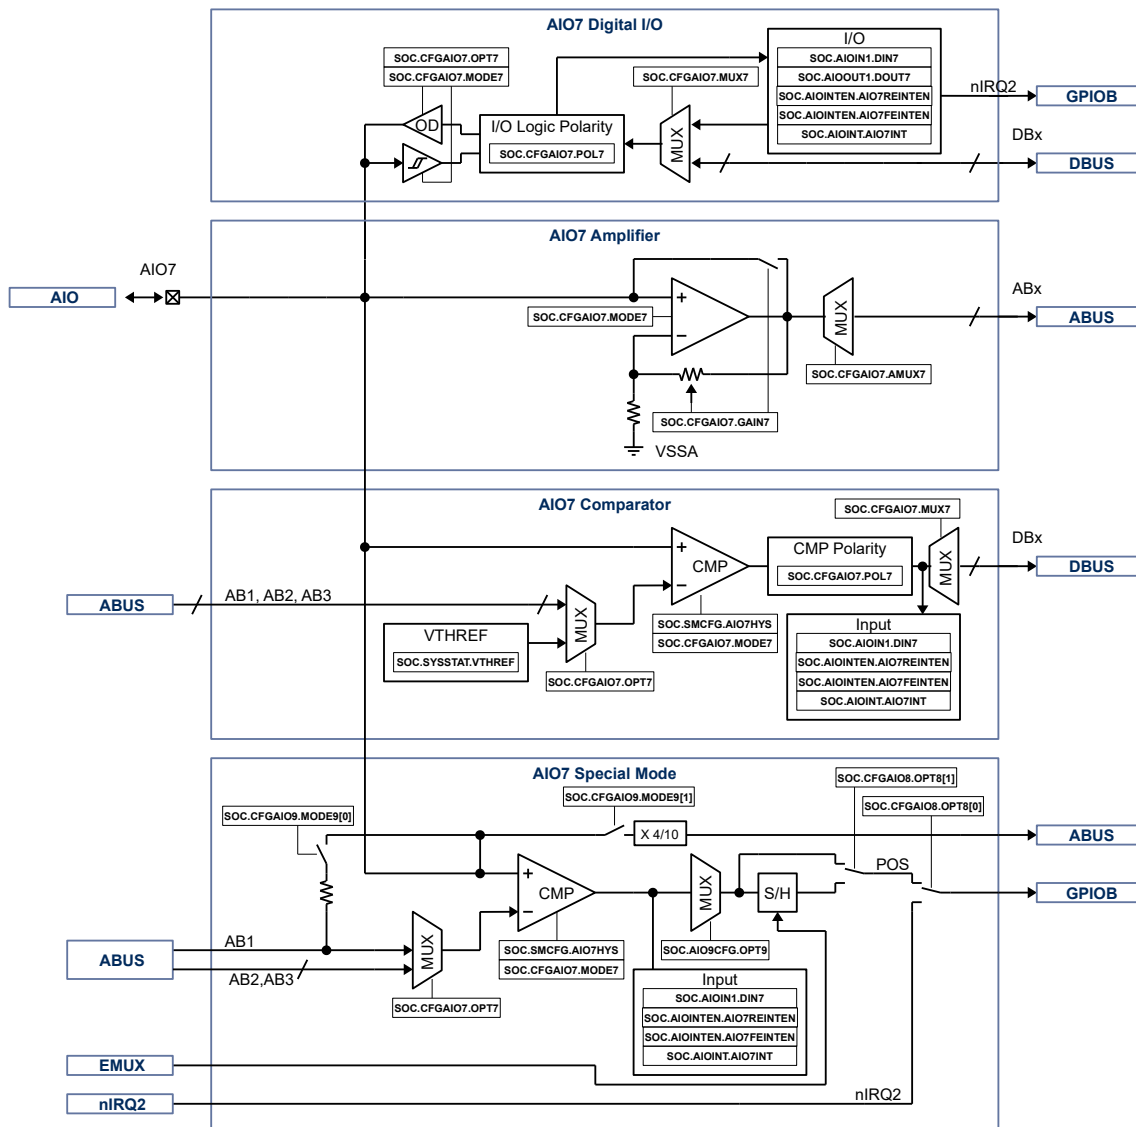 AIO7 Digital I/O
SOC.CFGAIO7.OPT7
SOC.CFGAIO7.MODE7
OD
I/O Logic Polarity
SOC.CFGAIO7.POL7
SOC.CFGAIO7.MUX7
MUX
I/O
SOC.AIOIN1.DIN7
SOC.AIOOUT1.DOUT7
SOC.AIOINTEN.AIO7REINTEN
SOC.AIOINTEN.AIO7FEINTEN
SOC.AIOINT.AIO7INT
nIRQ2
GPIOB
DBx
DBUS
AIO7 Amplifier
AIO
AIO7
SOC.CFGAIO7.MODE7
+
−
MUX
ABx
ABUS
SOC.CFGAIO7.AMUX7
SOC.CFGAIO7.GAIN7
VSSA
AIO7 Comparator
SOC.CFGAIO7.MUX7
+
CMP
−
CMP Polarity
SOC.CFGAIO7.POL7
MUX
DBx
DBUS
ABUS
AB1, AB2, AB3
MUX
VTHREF
SOC.SYSSTAT.VTHREF
SOC.CFGAIO7.OPT7
SOC.SMCFG.AIO7HYS
SOC.CFGAIO7.MODE7
Input
SOC.AIOIN1.DIN7
SOC.AIOINTEN.AIO7REINTEN
SOC.AIOINTEN.AIO7FEINTEN
SOC.AIOINT.AIO7INT
AIO7 Special Mode
SOC.CFGAIO8.OPT8[1]
SOC.CFGAIO9.MODE9[1]
SOC.CFGAIO8.OPT8[0]
SOC.CFGAIO9.MODE9[0]
X 4/10
ABUS
+
CMP
−
MUX
S/H
POS
GPIOB
ABUS
AB1
AB2,AB3
MUX
SOC.SMCFG.AIO7HYS
SOC.CFGAIO7.MODE7
SOC.AIO9CFG.OPT9
SOC.CFGAIO7.OPT7
Input
SOC.AIOIN1.DIN7
SOC.AIOINTEN.AIO7REINTEN
SOC.AIOINTEN.AIO7FEINTEN
SOC.AIOINT.AIO7INT
EMUX
nIRQ2
nIRQ2